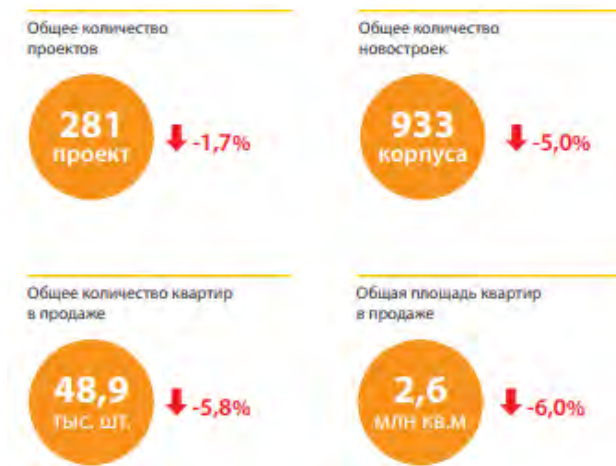 Общее количество
проектов
281
проект
-1,7%
Общее количество
новостроек
933
корпуса
-5,0%
Общее количество квартир
в продаже
48,9
тыс. шт.
-5,8%
Общая площадь квартир
в продаже
2,6
млн кв.м
-6,0%